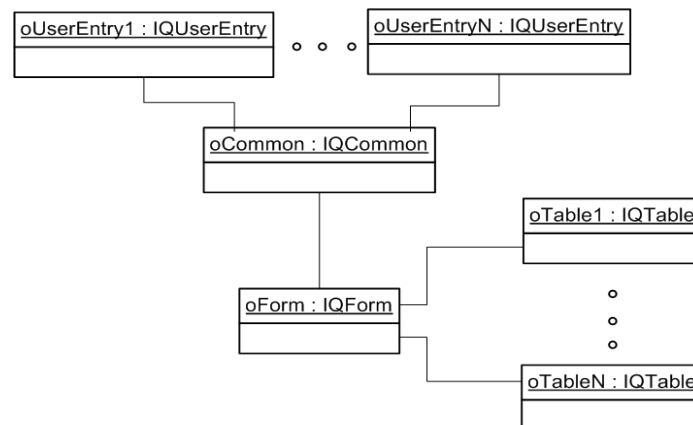 oUserEntry1 : IQUserEntry
oUserEntryN : IQUserEntry
oCommon : IQCommon
oTable1 : IQTable
oForm : IQForm
oTableN : IQTable